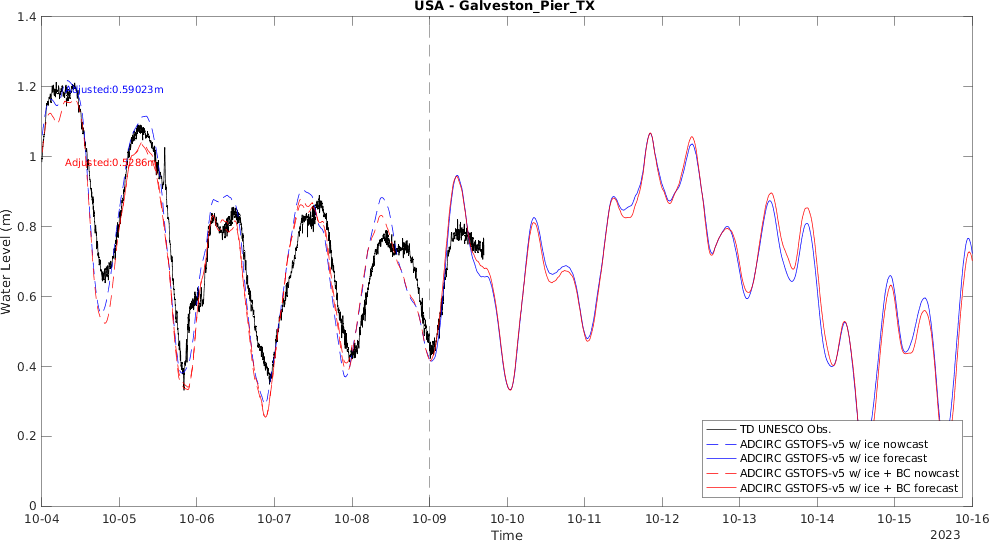 USA - Galveston_Pier_TX
1.4
1.2
1
0.8
0.6
0.4
0.2
0
Water Level (m)
Adjusted:0.59023m
Adjusted:0.5286m
TD UNESCO Obs.
ADCIRC GSTOFS-v5 w/ ice nowcast
ADCIRC GSTOFS-v5 w/ ice forecast
ADCIRC GSTOFS-v5 w/ ice + BC nowcast
ADCIRC GSTOFS-v5 w/ ice + BC forecast
10-04 10-05 10-06 10-07 10-08 10-09 10-10 10-11 10-12 10-13 10-14 10-15 10-16
Time
2023